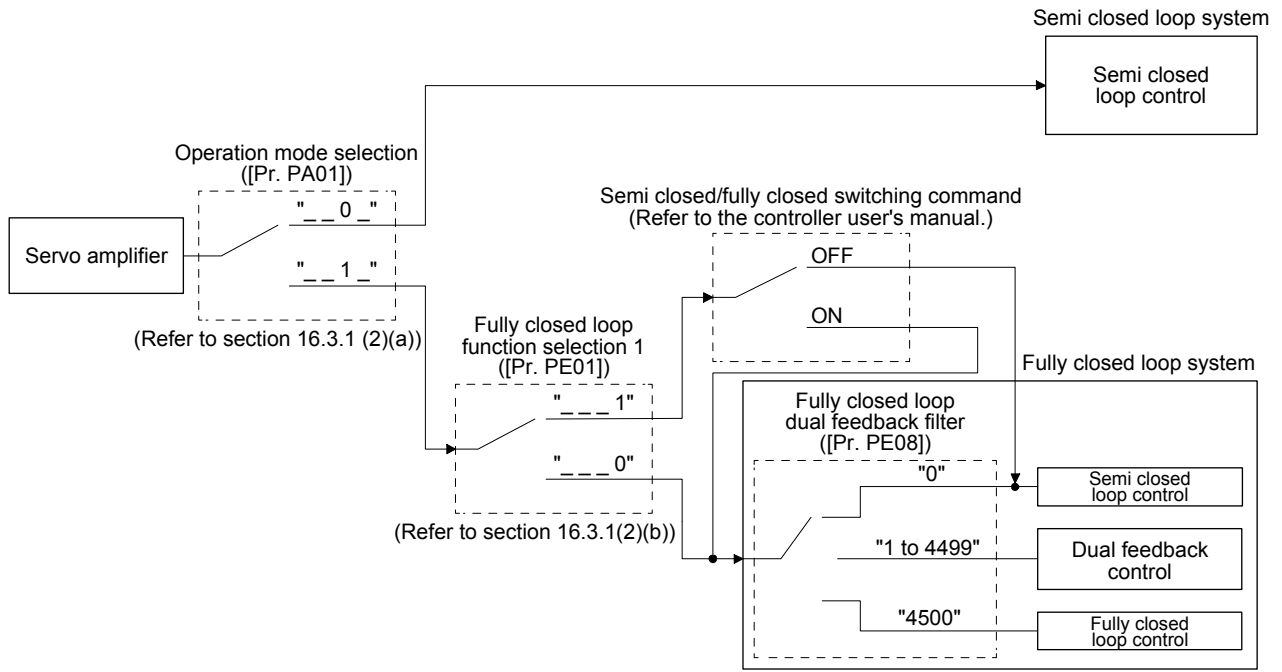 Semi closed loop system
Semi closed
loop control
Operation mode selection
([Pr. PA01])
"_ _ 0 _"
Servo amplifier
"_ _ 1 _"
(Refer to section 16.3.1 (2)(a))
Semi closed/fully closed switching command
(Refer to the controller user's manual.)
OFF
ON
Fully closed loop
function selection 1
([Pr. PE01])
"_ _ _ 1"
"_ _ _ 0"
(Refer to section 16.3.1(2)(b))
Fully closed loop system
Fully closed loop
dual feedback filter
([Pr. PE08])
"0"
Semi closed
loop control
"1 to 4499"
Dual feedback
control
"4500"
Fully closed
loop control